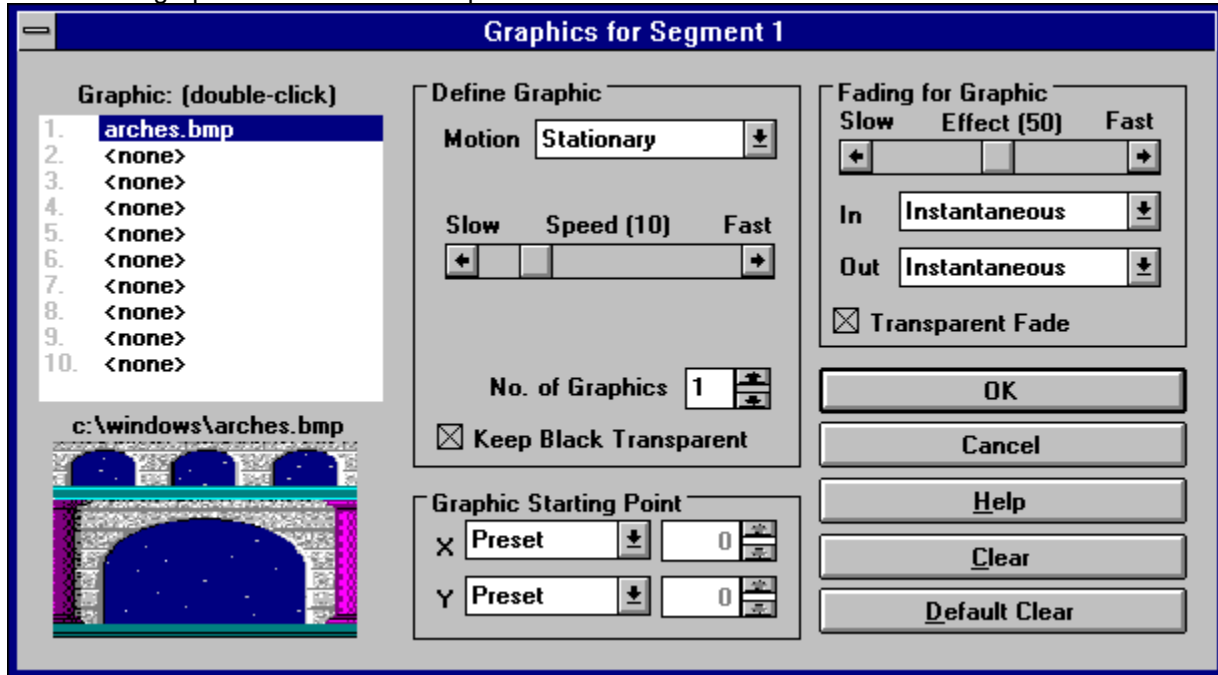 Graphics for Segment 1
Graphic: (double-click)
1. arches.bmp
2. <none>
3. <none>
4. <none>
5. <none>
6. <none>
7. <none>
8. <none>
9. <none>
10. <none>
c:\windows\arches.bmp
Define Graphic
Motion Stationary
Slow Speed (10) Fast
No. of Graphics 1
Keep Black Transparent
Graphic Starting Point
X Preset 0
Y Preset 0
Fading for Graphic
Slow Effect (50) Fast
In Instantaneous
Out Instantaneous
Transparent Fade
OK
Cancel
Help
Clear
Default Clear